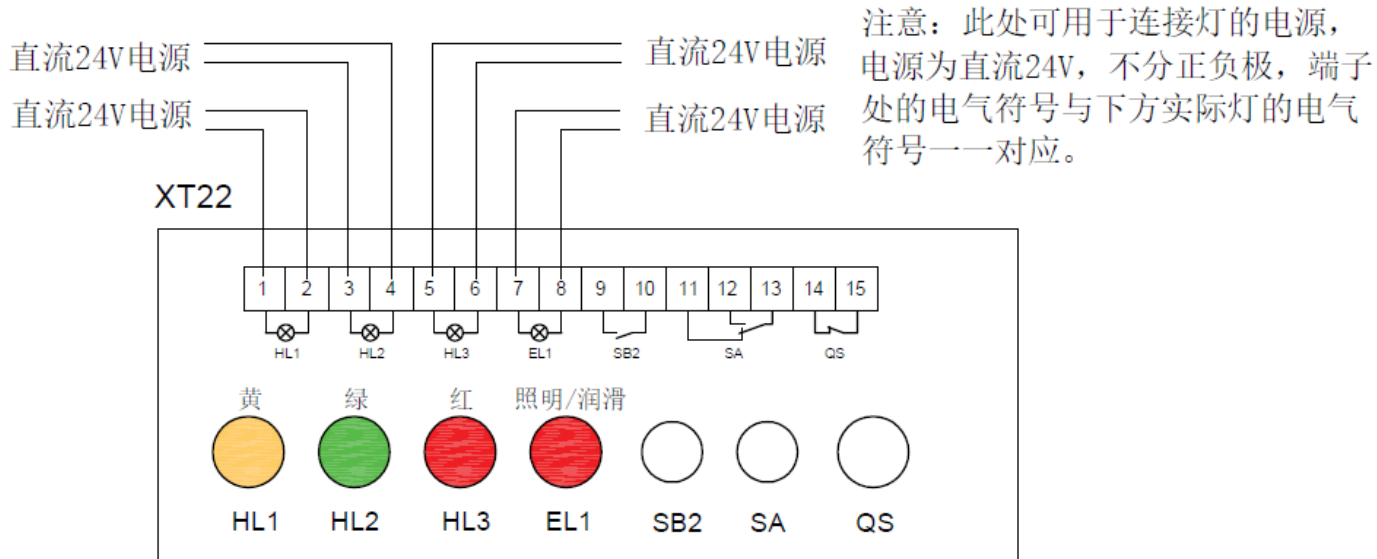 直流24V电源
直流24V电源
直流24V电源
直流24V电源
注意：此处可用于连接灯的电源，
电源为直流24V，不分正负极，端子
处的电气符号与下方实际灯的电气
符号一一对应。
XT22
1 2 3 4 5 6 7 8 9 10 11 12 13 14 15
HL1 HL2 HL3 EL1 SB2 SA QS
黄 绿 红 照明/润滑
HL1 HL2 HL3 EL1 SB2 SA QS